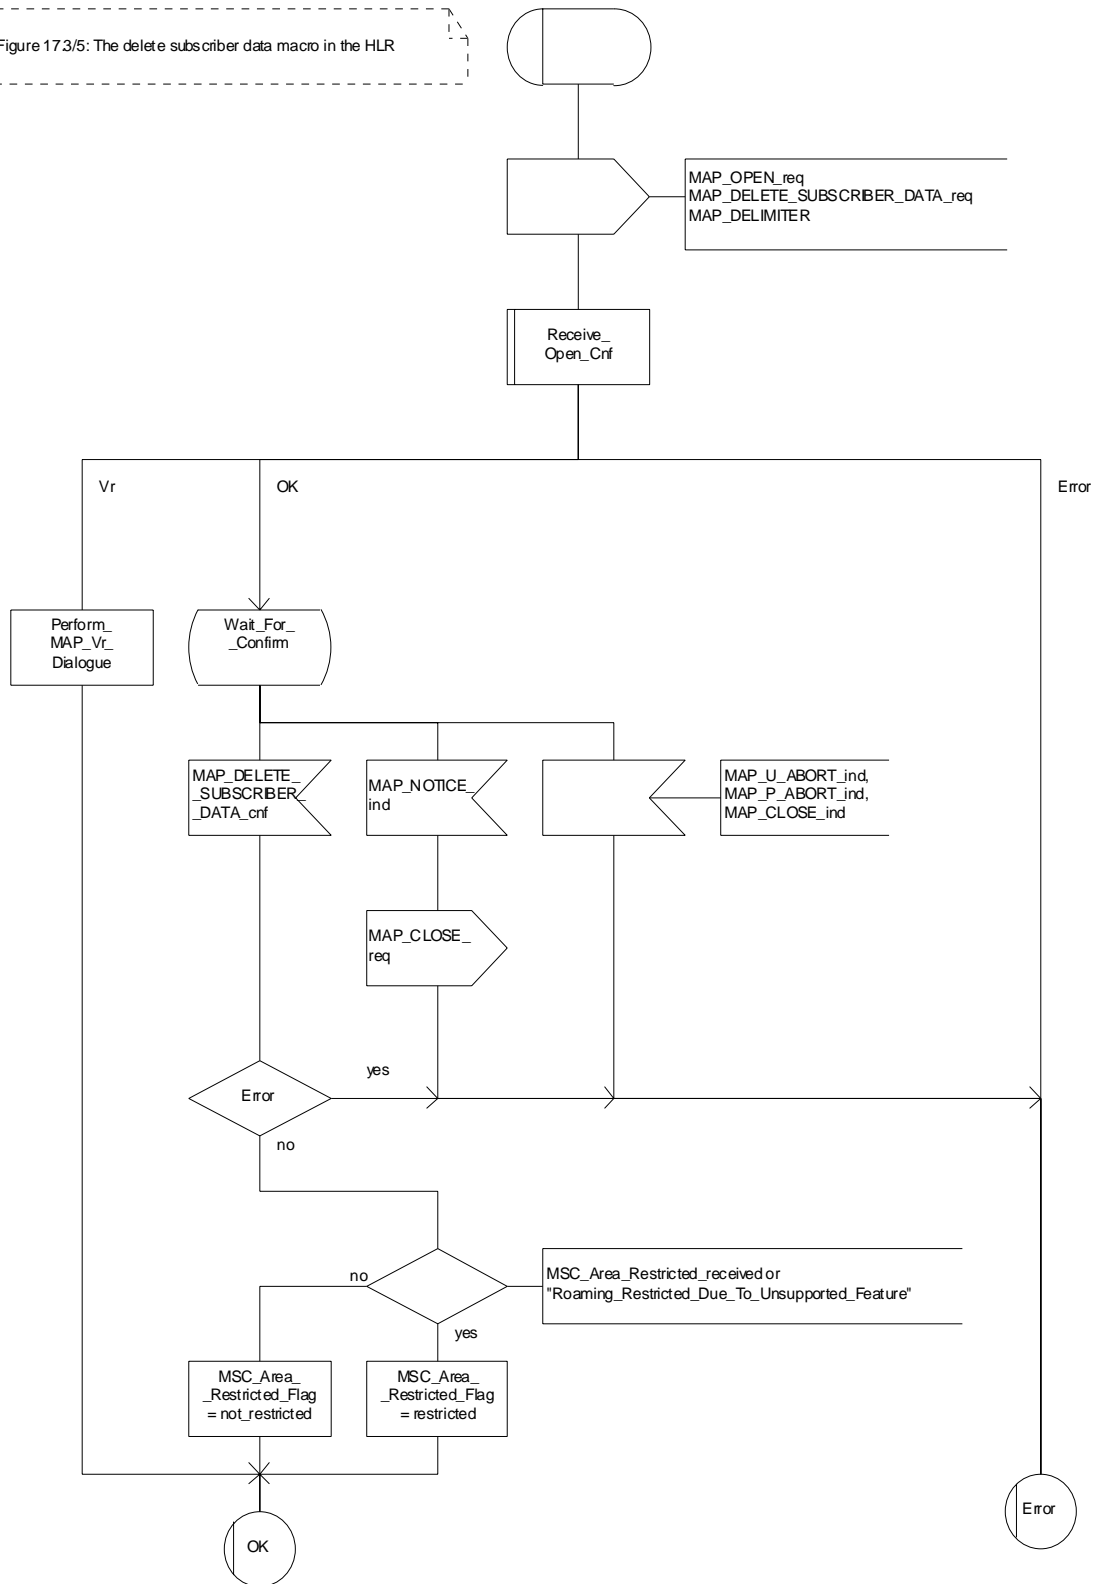 Figure 17.3/5: The delete subscriber data macro in the HLR
MAP_OPEN_req
MAP_DELETE_SUBSCRIBER_DATA_req
MAP_DELIMITER
Receive_
Open_Cnf
Vr
OK
Error
Perform_
MAP_Vr_
Dialogue
Wait_For_
_Confirm
MAP_DELETE_
_SUBSCRIBER_
_DATA_cnf
MAP_NOTICE_
ind
MAP_U_ABORT_ind,
MAP_P_ABORT_ind,
MAP_CLOSE_ind
MAP_CLOSE_
req
Error
yes
no
no
MSC_Area_Restricted_received or
"Roaming_Restricted_Due_To_Unsupported_Feature"
yes
MSC_Area_
_Restricted_Flag
= not_restricted
MSC_Area_
_Restricted_Flag
= restricted
Error
OK